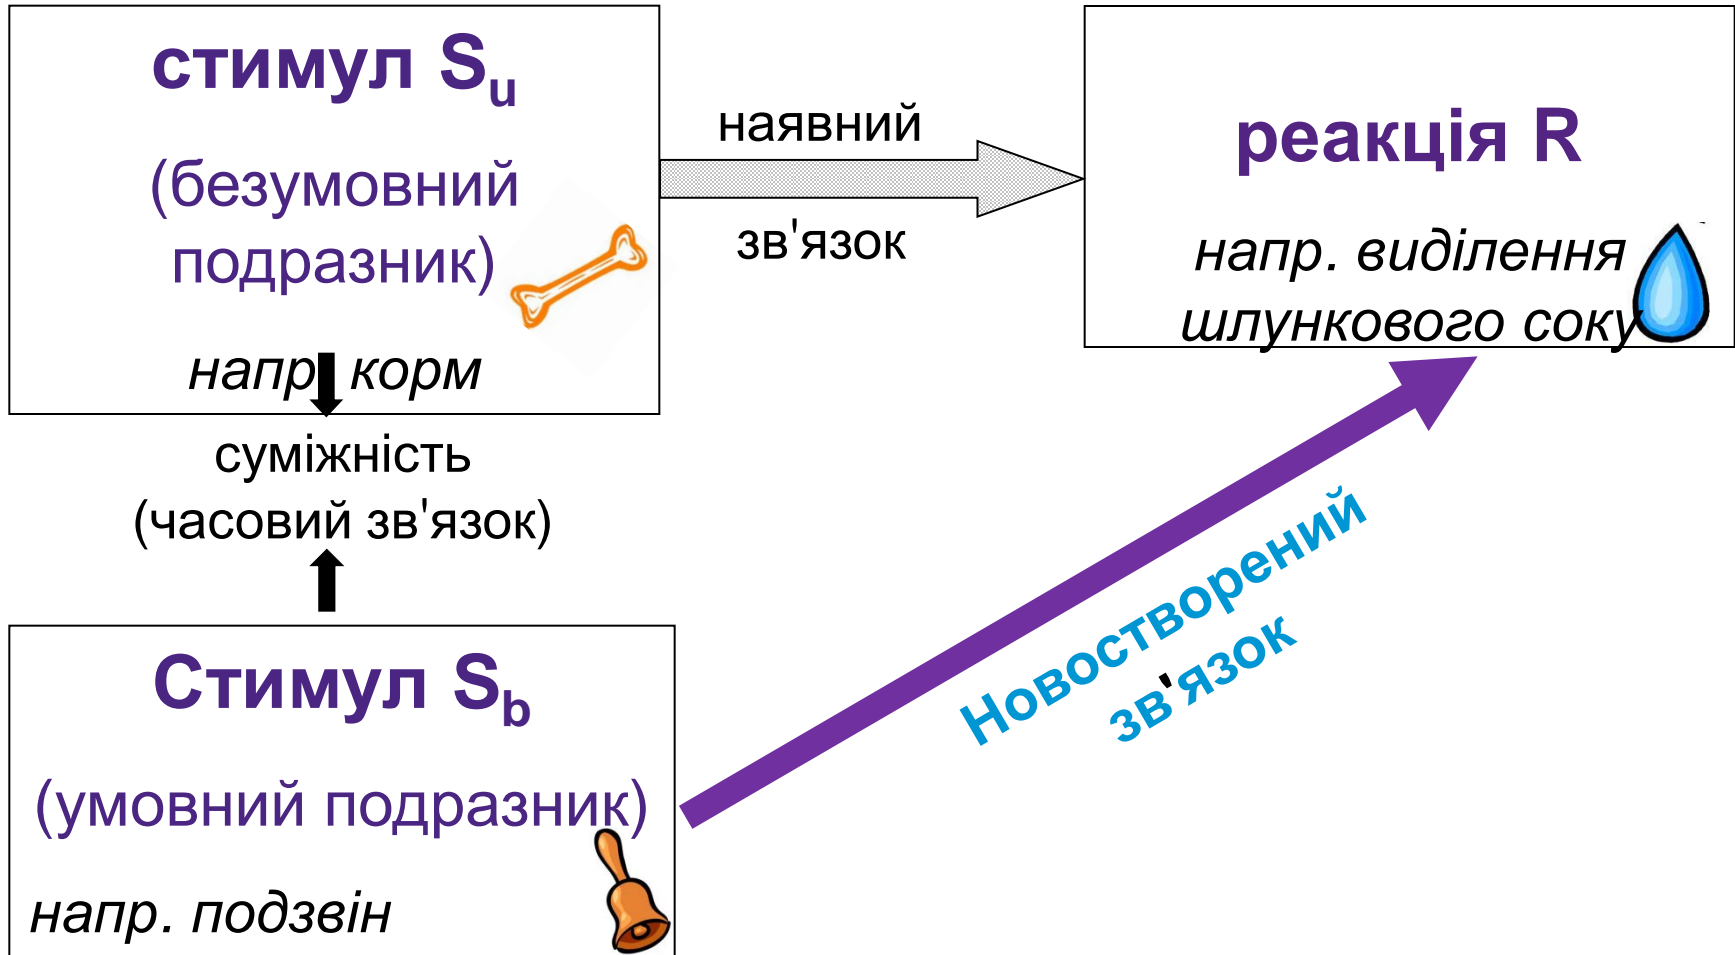 стимул Su
(безумовний
подразник)
напр. корм
наявний
зв'язок
реакція R
напр. виділення
шлункового соку
суміжність
(часовий зв'язок)
Стимул Sb
(умовний подразник)
напр. подзвін
Новостворений
зв'язок